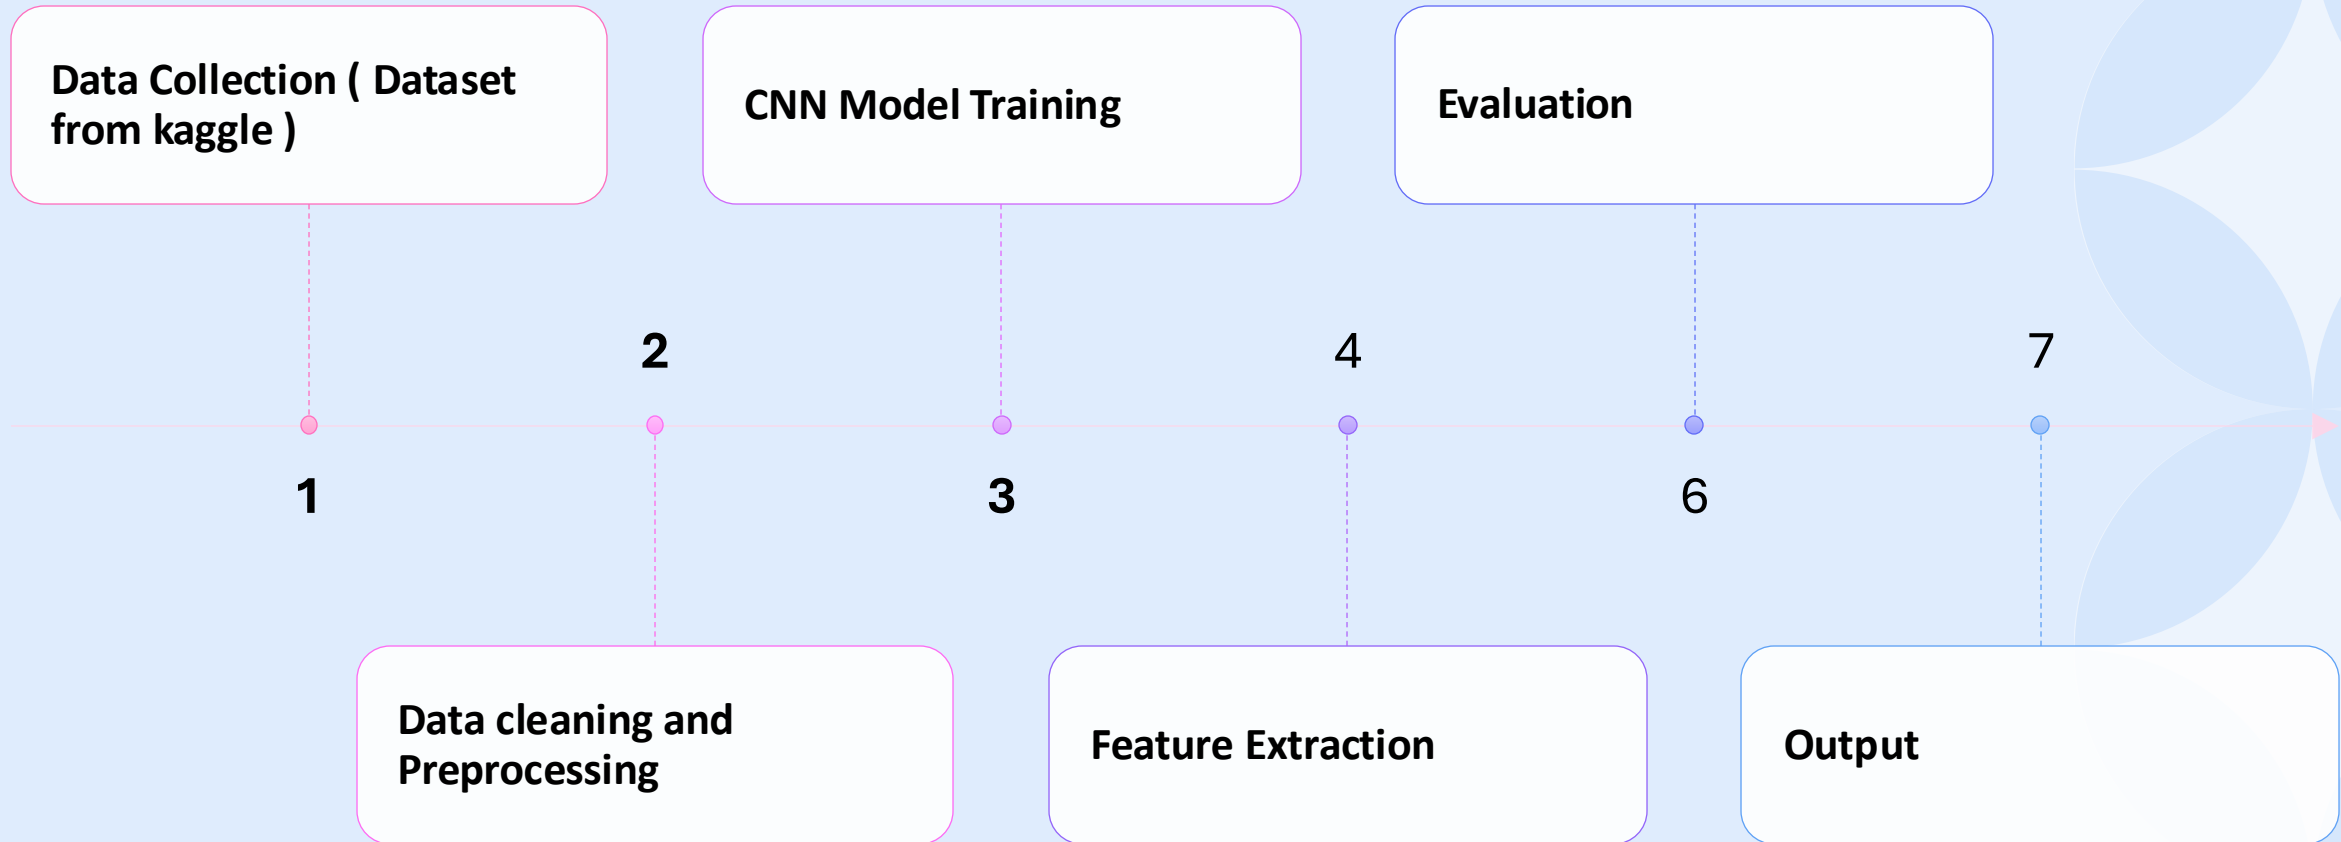 Data Collection ( Dataset
from kaggle )
CNN Model Training
Evaluation
2
4
7
1
3
6
Data cleaning and
Preprocessing
Feature Extraction
Output